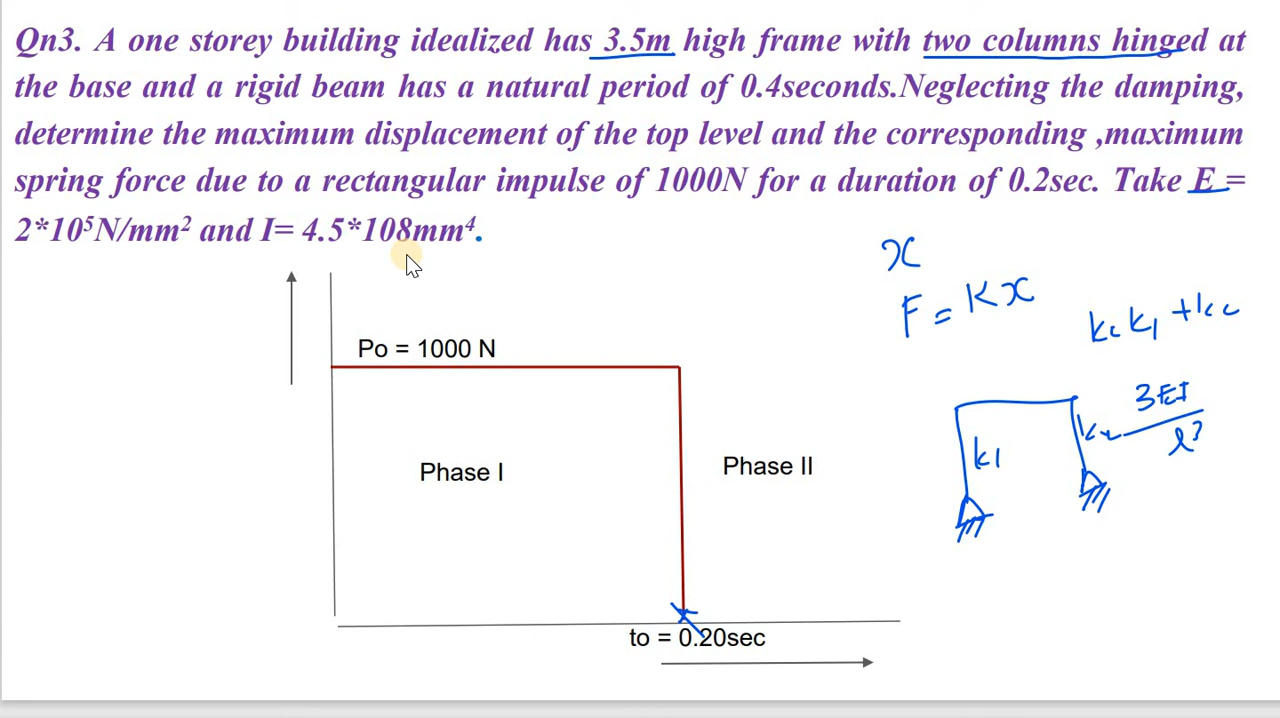 Qn3. A one storey building idealized has 3.5m high frame with two columns hinged at
the base and a rigid beam has a natural period of 0.4seconds.Neglecting the damping,
determine the maximum displacement of the top level and the corresponding ,maximum
spring force due to a rectangular impulse of 1000N for a duration of 0.2sec. Take E =
2*10⁵N/mm² and I= 4.5*108mm⁴.
x
F = Kx
Po = 1000 N
3EI
l³
k1
Phase I
Phase II
to = 0.20sec